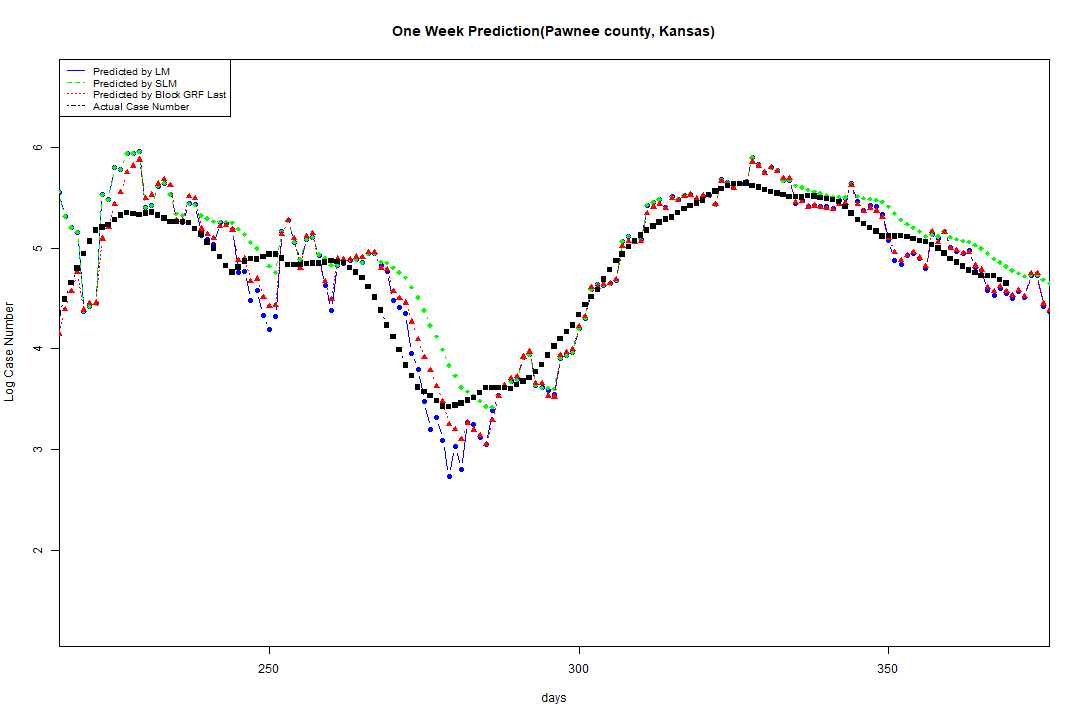 One Week Prediction(Pawnee county, Kansas)
Predicted by LM
Predicted by SLM
Predicted by Block GRF Last
Actual Case Number
6
5
4
3
2
Log Case Number
250 300 350
days